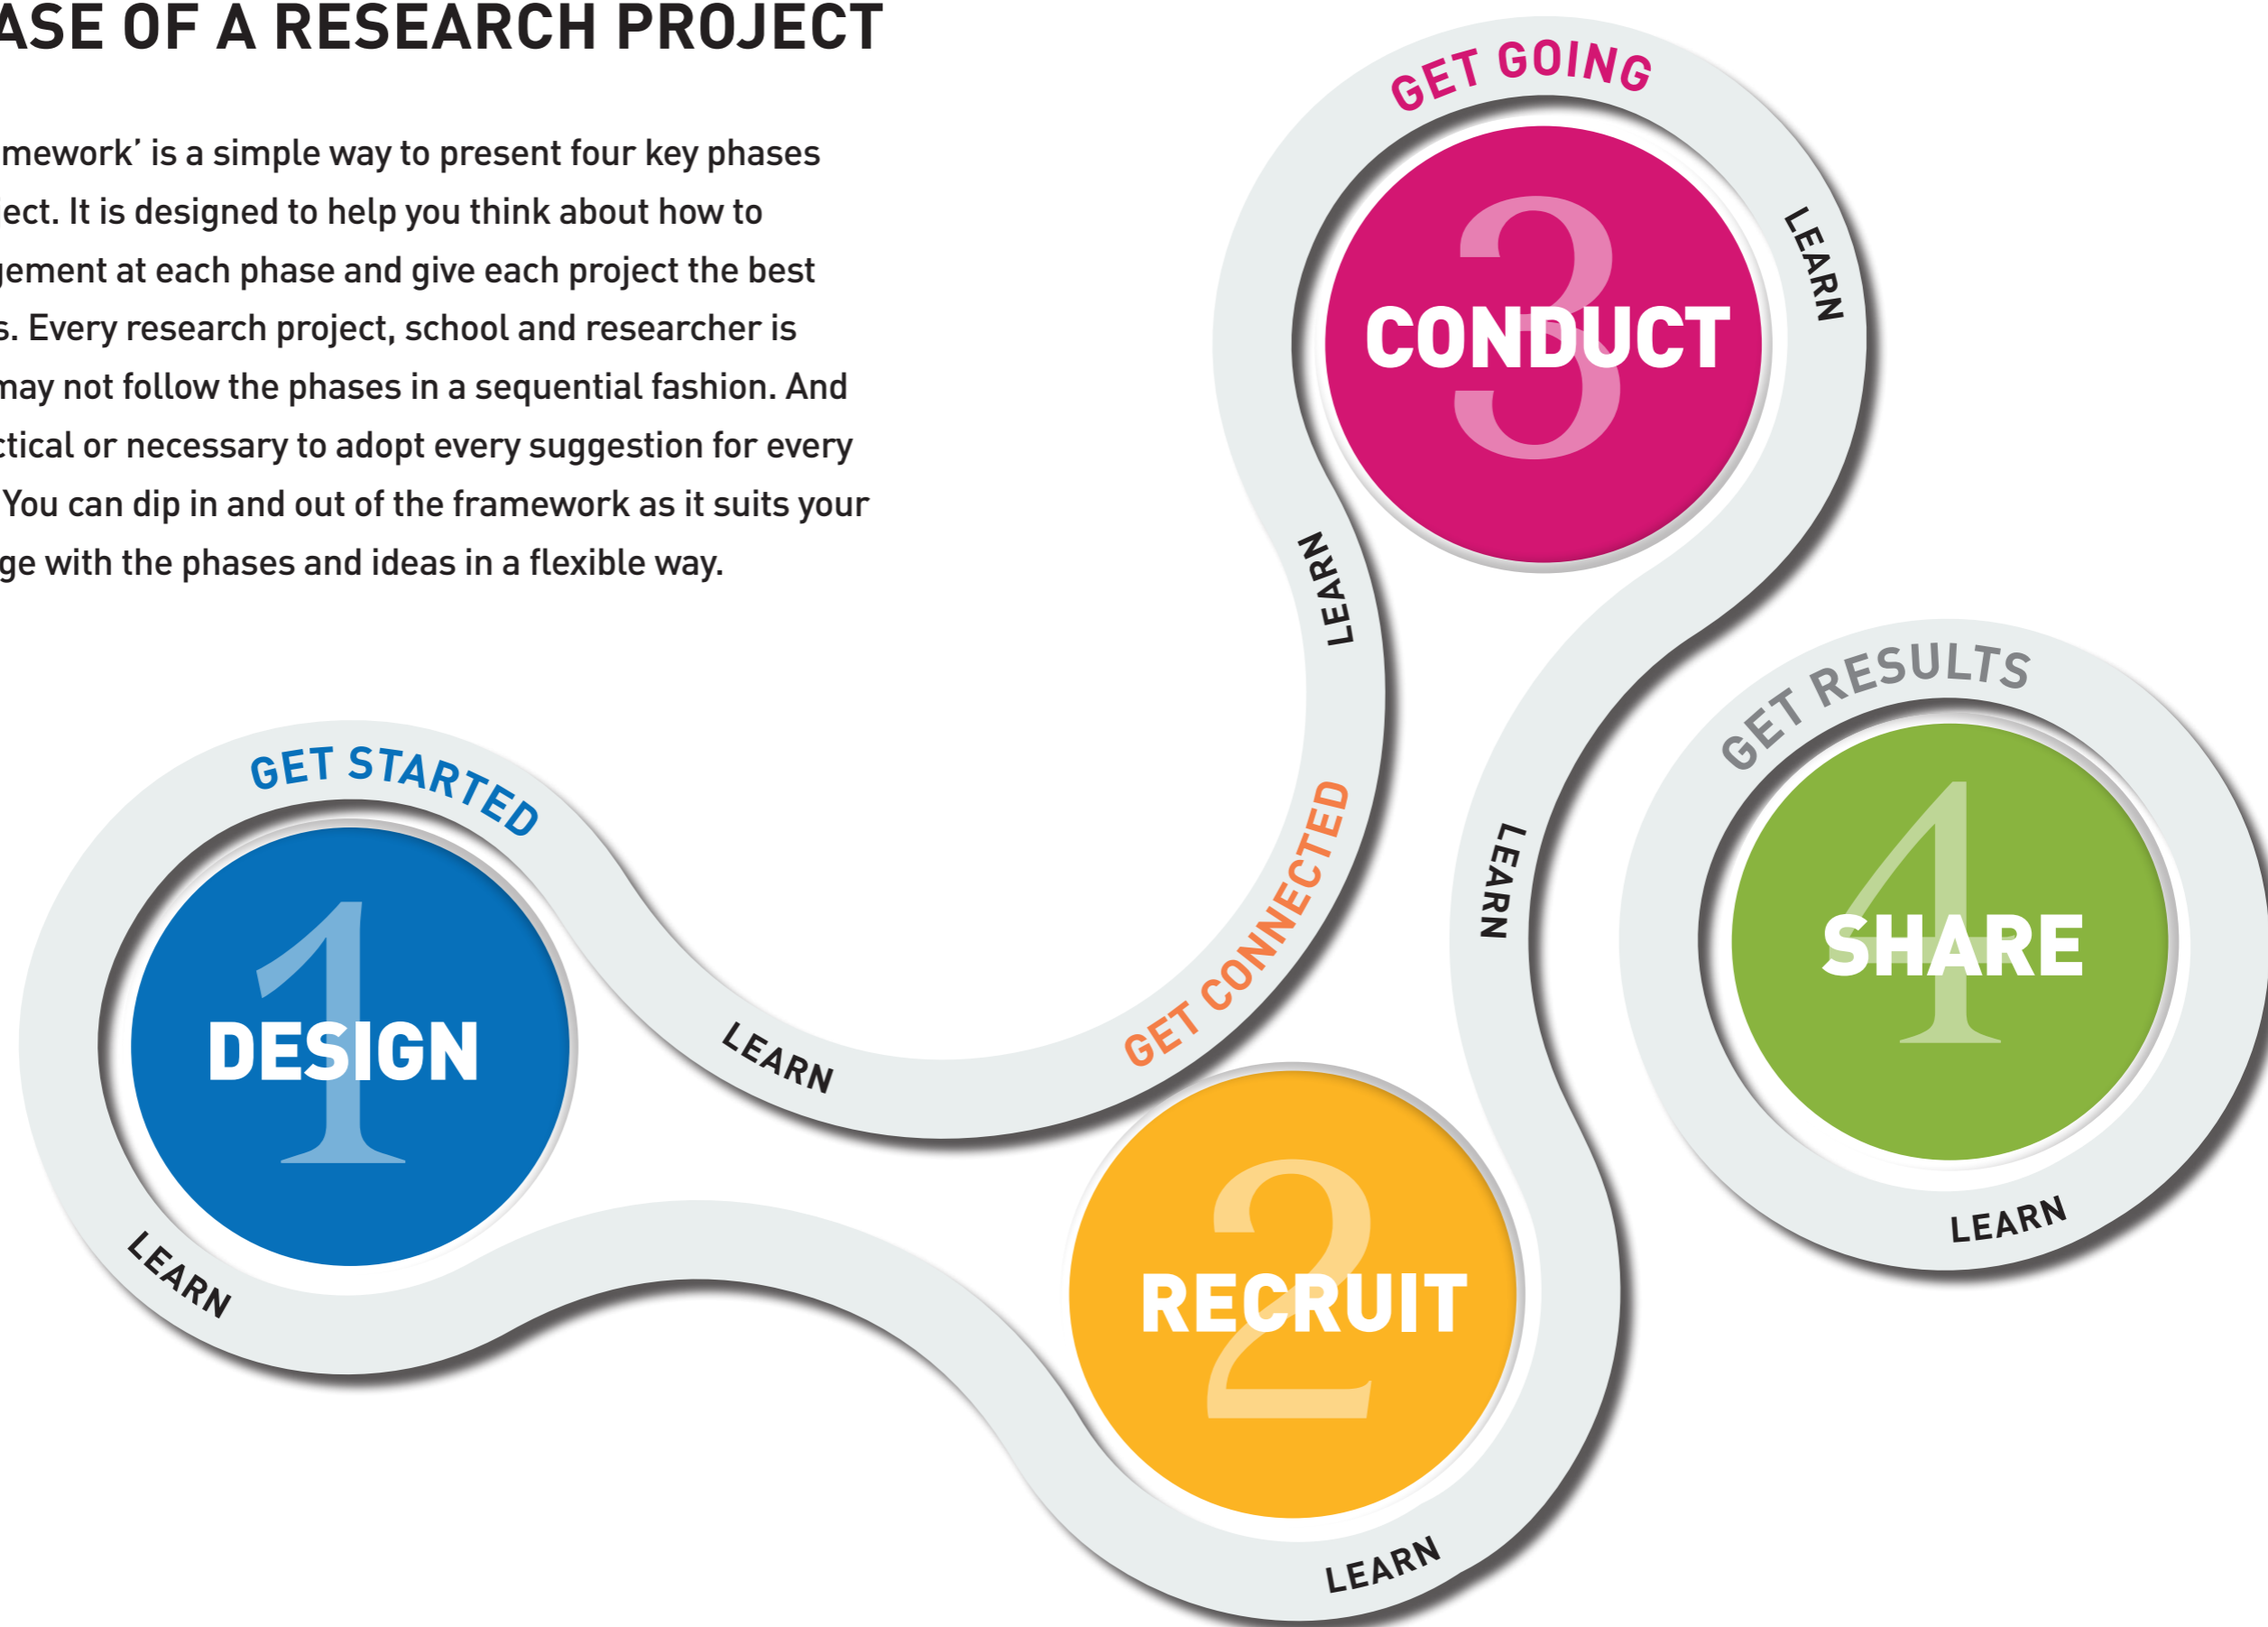 ASE OF A RESEARCH PROJECT
mework’ is a simple way to present four key phases
ject. It is designed to help you think about how to
gement at each phase and give each project the best
s. Every research project, school and researcher is
may not follow the phases in a sequential fashion. And
ctical or necessary to adopt every suggestion for every
You can dip in and out of the framework as it suits your
ge with the phases and ideas in a flexible way.
GET STARTED
1
DESIGN
LEARN
LEARN
GET CONNECTED
2
RECRUIT
LEARN
LEARN
GET GOING
3
CONDUCT
LEARN
LEARN
GET RESULTS
4
SHARE
LEARN